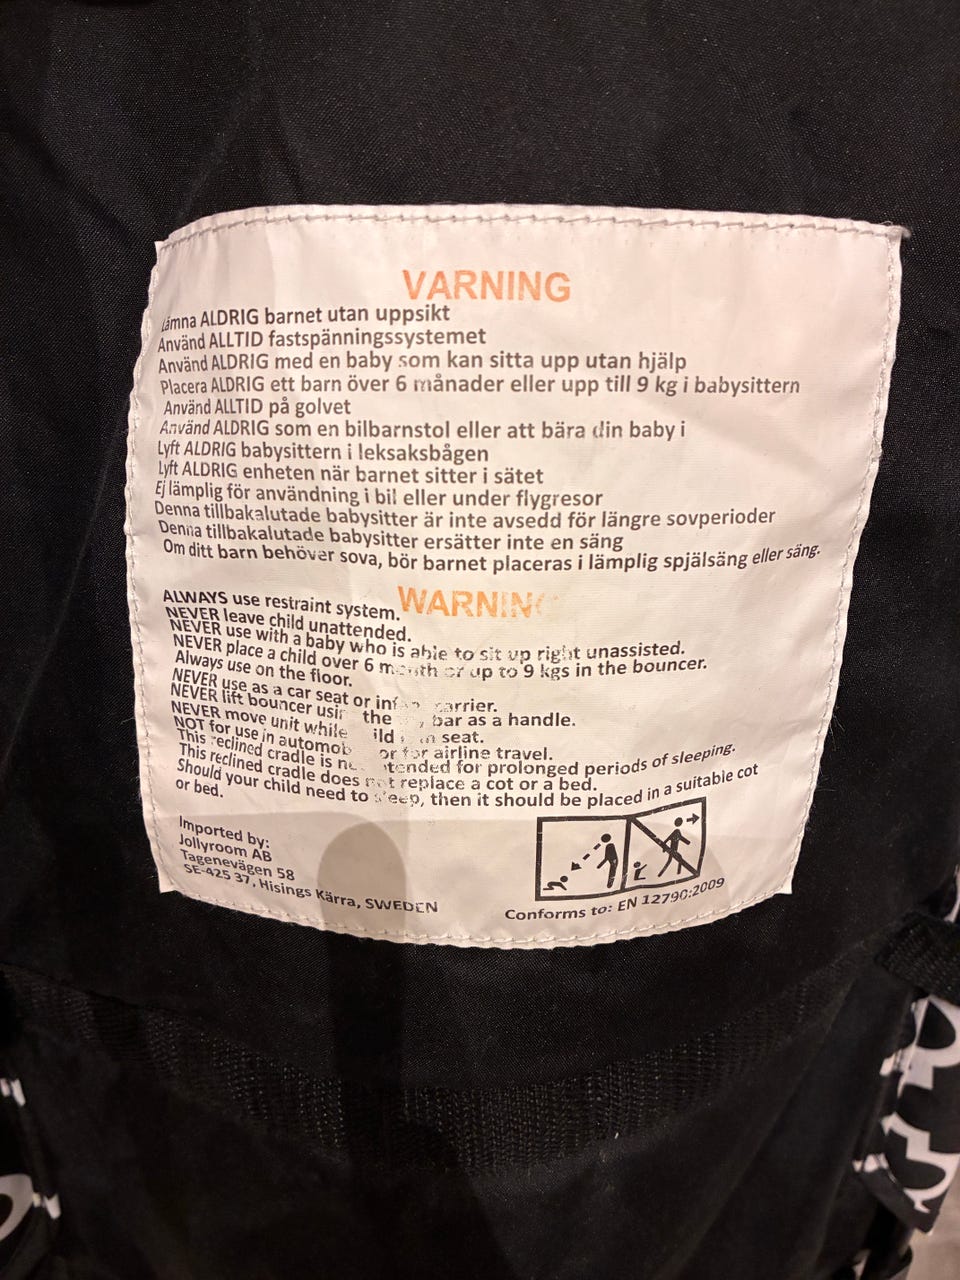 VARNING
Lämna ALDRIG barnet utan uppsikt
Använd ALLTID fastspänningssystemet
Använd ALDRIG med en baby som kan sitta upp utan hjälp
Placera ALDRIG ett barn över 6 månader eller upp till 9 kg i babysittern
Använd ALLTID på golvet
Använd ALDRIG som en bilbarnstol eller att bära din baby i
Lyft ALDRIG babysittern i leksaksbågen
Lyft ALDRIG enheten när barnet sitter i sätet
Ej lämplig för användning i bil eller under flygresor
Denna tillbakalutade babysitter är inte avsedd för längre sovperioder
Denna tillbakalutade babysitter ersätter inte en säng
Om ditt barn behöver sova, bör barnet placeras i lämplig spjälsäng eller säng.
WARNING
ALWAYS use restraint system.
NEVER leave child unattended.
NEVER use with a baby who is able to sit up right unassisted.
NEVER place a child over 6 month or up to 9 kgs in the bouncer.
Always use on the floor.
NEVER use as a car seat or carrier.
NEVER lift bouncer the bar as a handle.
NEVER move unit while in seat.
NOT for use in or for airline travel.
This reclined cradle is intended for prolonged periods of sleeping.
This reclined cradle does not replace a cot or a bed.
Should your child need to sleep, then it should be placed in a suitable cot
or bed.
Imported by:
Jollyroom AB
Tagenevägen 58
SE-425 37, Hisings Kärra, SWEDEN
Conforms to: EN 12790:2009